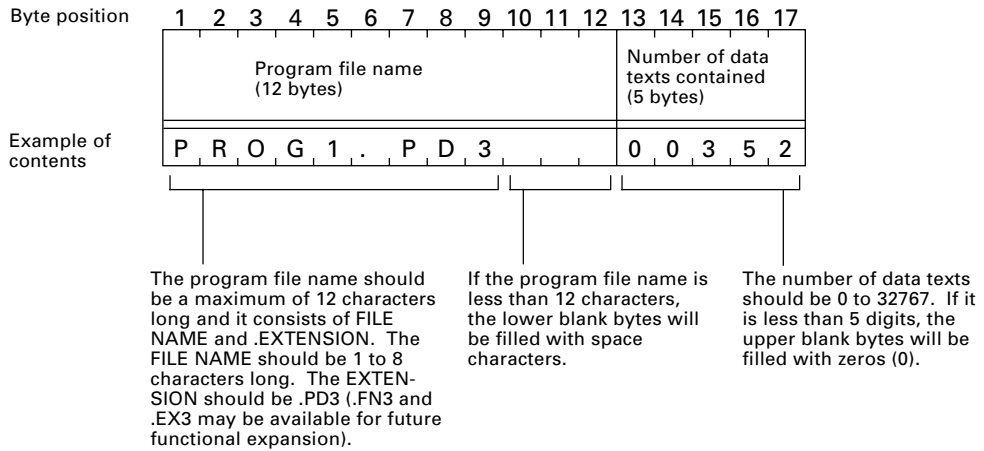 Byte position 1 2 3 4 5 6 7 8 9 10 11 12 13 14 15 16 17
Program file name
(12 bytes)
Number of data
texts contained
(5 bytes)
Example of
contents
P R O G 1 . P D 3 0 0 3 5 2
The program file name should
be a maximum of 12 characters
long and it consists of FILE
NAME and .EXTENSION. The
FILE NAME should be 1 to 8
characters long. The EXTEN-
SION should be .PD3 (.FN3 and
.EX3 may be available for future
functional expansion).
If the program file name is
less than 12 characters,
the lower blank bytes will
be filled with space
characters.
The number of data texts
should be 0 to 32767. If it
is less than 5 digits, the
upper blank bytes will be
filled with zeros (0).